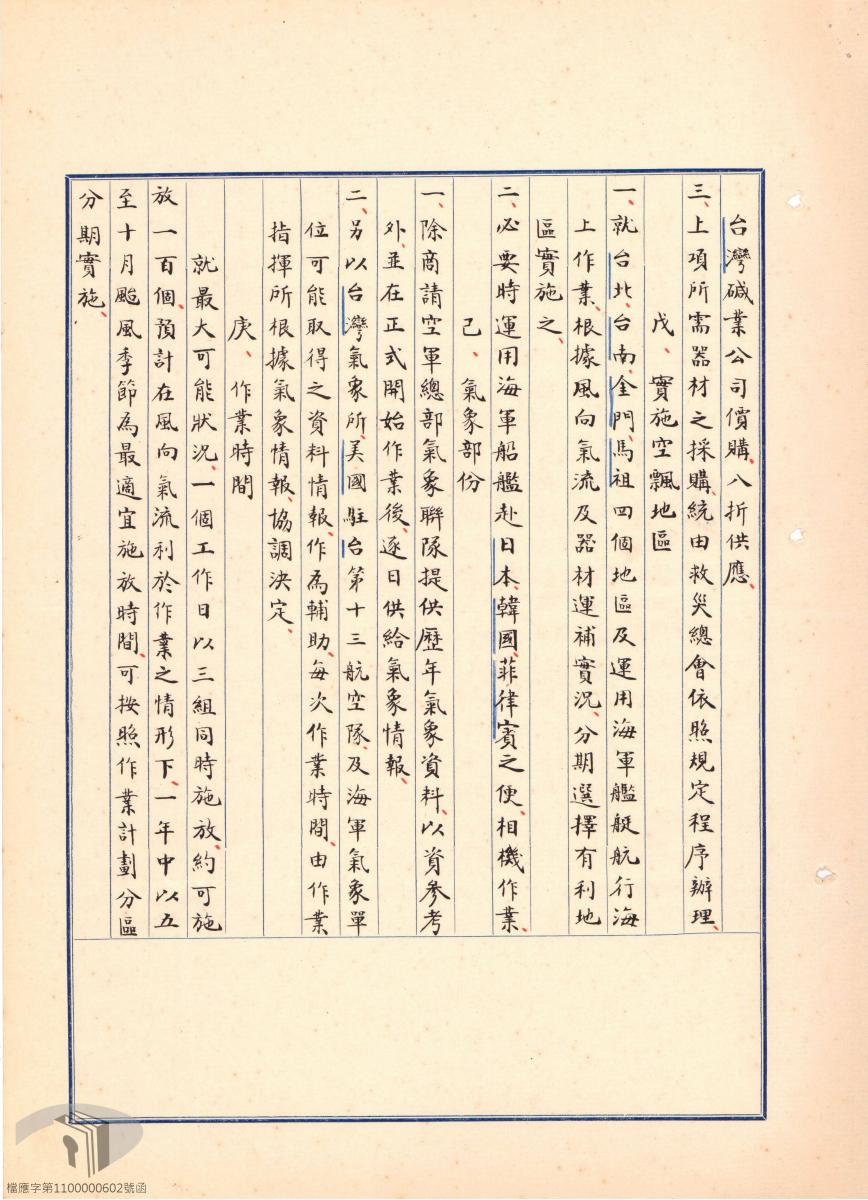 台灣碱業公司價購、八折供應、
三、上項所需器材之採購、統由救災總會依照規定程序辦理、
戊、實施空飄地區
一、就台北、台南、金門、馬祖四個地區及運用海軍艦艇航行海
上作業、根據風向氣流及器材運補實況、分期選擇有利地
區實施之、
二、必要時運用海軍船艦赴日本、韓國、菲律賓之便、相機作業、
己、氣象部份
一、除商請空軍總部氣象聯隊提供歷年氣象資料、以資參考
外、並在正式開始作業後、逐日供給氣象情報、
二、另以台灣氣象所、美國駐台第十三航空隊、及海軍氣象單
位可能取得之資料情報、作為輔助、每次作業時間、由作業
指揮所根據氣象情報、協調決定、
庚、作業時間
就最大可能狀況、一個工作日以三組同時施放、約可施
放一百個、預計在風向氣流利於作業之情形下、一年中以五
至十月颱風季節為最適宜施放時間、可按照作業計劃分區
分期實施、
檔應字第1100000602號函